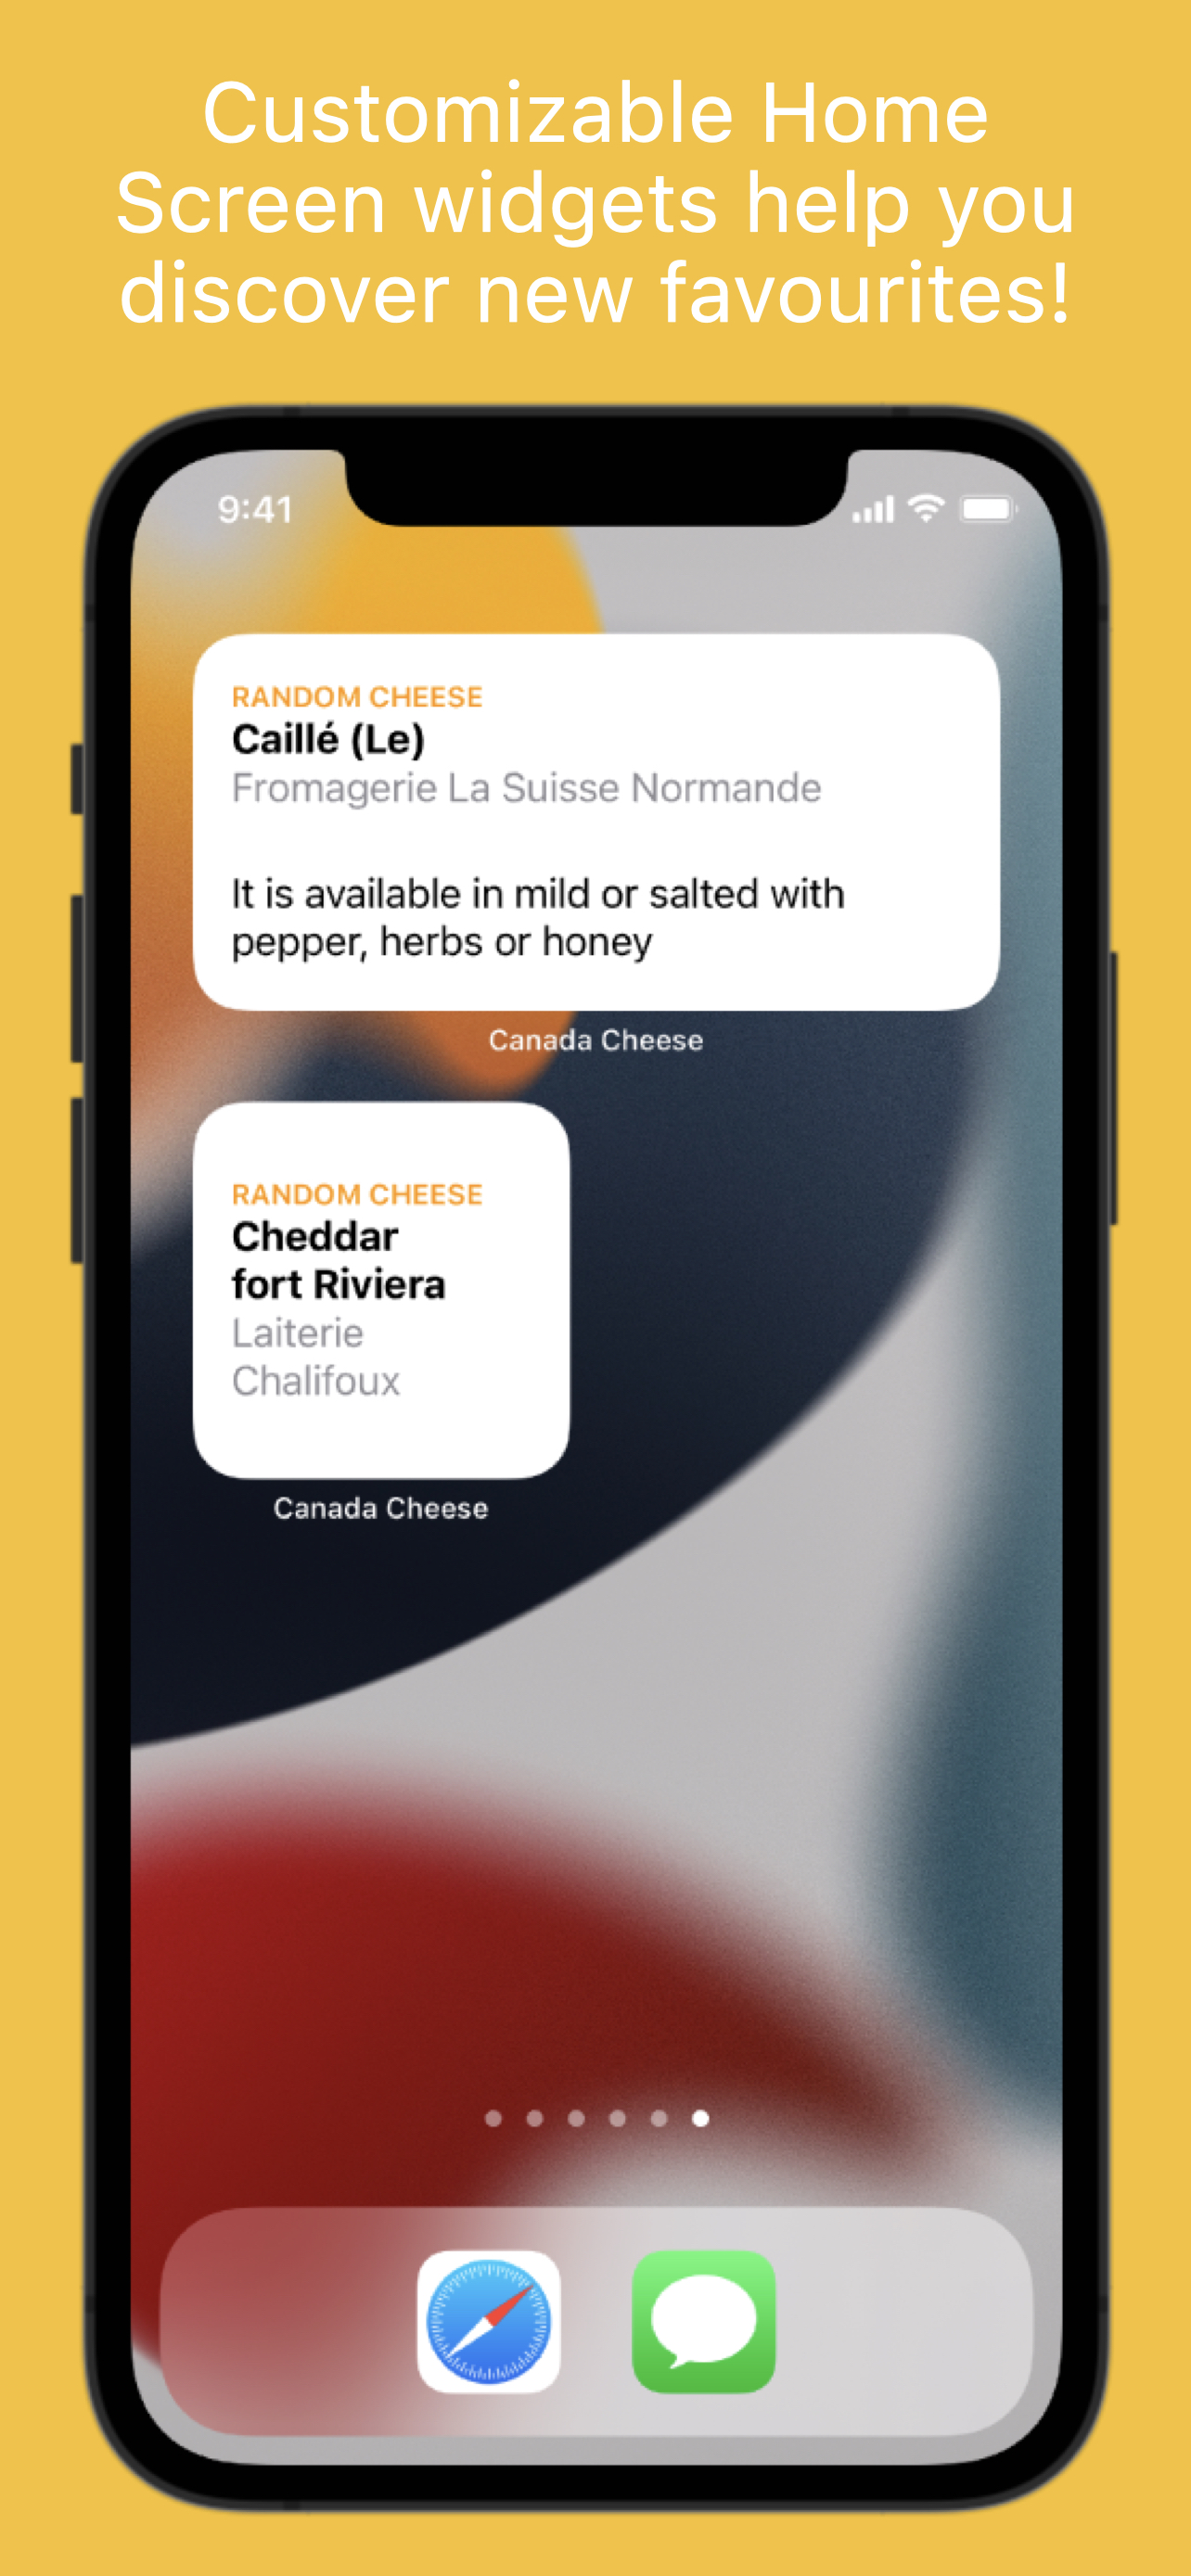 Customizable Home
Screen widgets help you
discover new favourites!
9:41
RANDOM CHEESE
Caillé (Le)
Fromagerie La Suisse Normande
It is available in mild or salted with
pepper, herbs or honey
Canada Cheese
RANDOM CHEESE
Cheddar
fort Riviera
Laiterie
Chalifoux
Canada Cheese